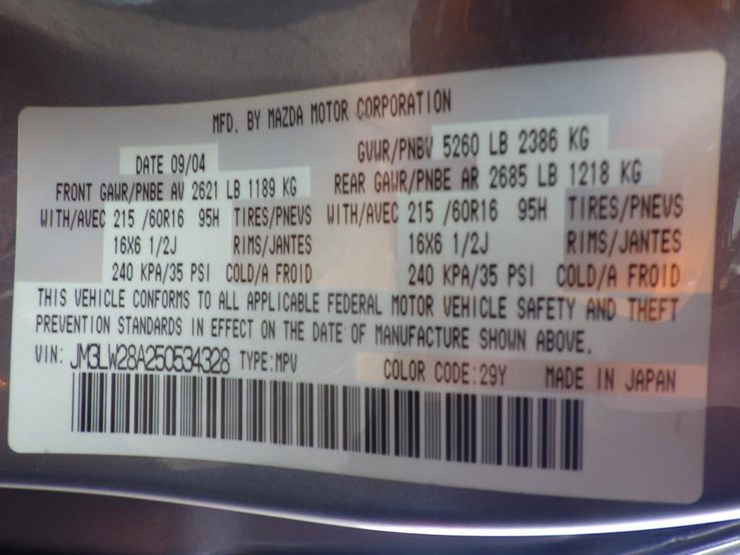 MFD. BY MAZDA MOTOR CORPORATION
DATE 09/04 GVWR/PNBV 5260 LB 2386 KG
FRONT GAWR/PNBE AV 2621 LB 1189 KG REAR GAWR/PNBE AR 2685 LB 1218 KG
WITH/AVEC 215 /60R16 95H TIRES/PNEUS WITH/AVEC 215 /60R16 95H TIRES/PNEUS
16X6 1/2J RIMS/JANTES 16X6 1/2J RIMS/JANTES
240 KPA/35 PSI COLD/A FROID 240 KPA/35 PSI COLD/A FROID
THIS VEHICLE CONFORMS TO ALL APPLICABLE FEDERAL MOTOR VEHICLE SAFETY AND THEFT
PREVENTION STANDARDS IN EFFECT ON THE DATE OF MANUFACTURE SHOWN ABOVE.
VIN: JM3LW28A250534328 TYPE:MPV COLOR CODE:29Y MADE IN JAPAN